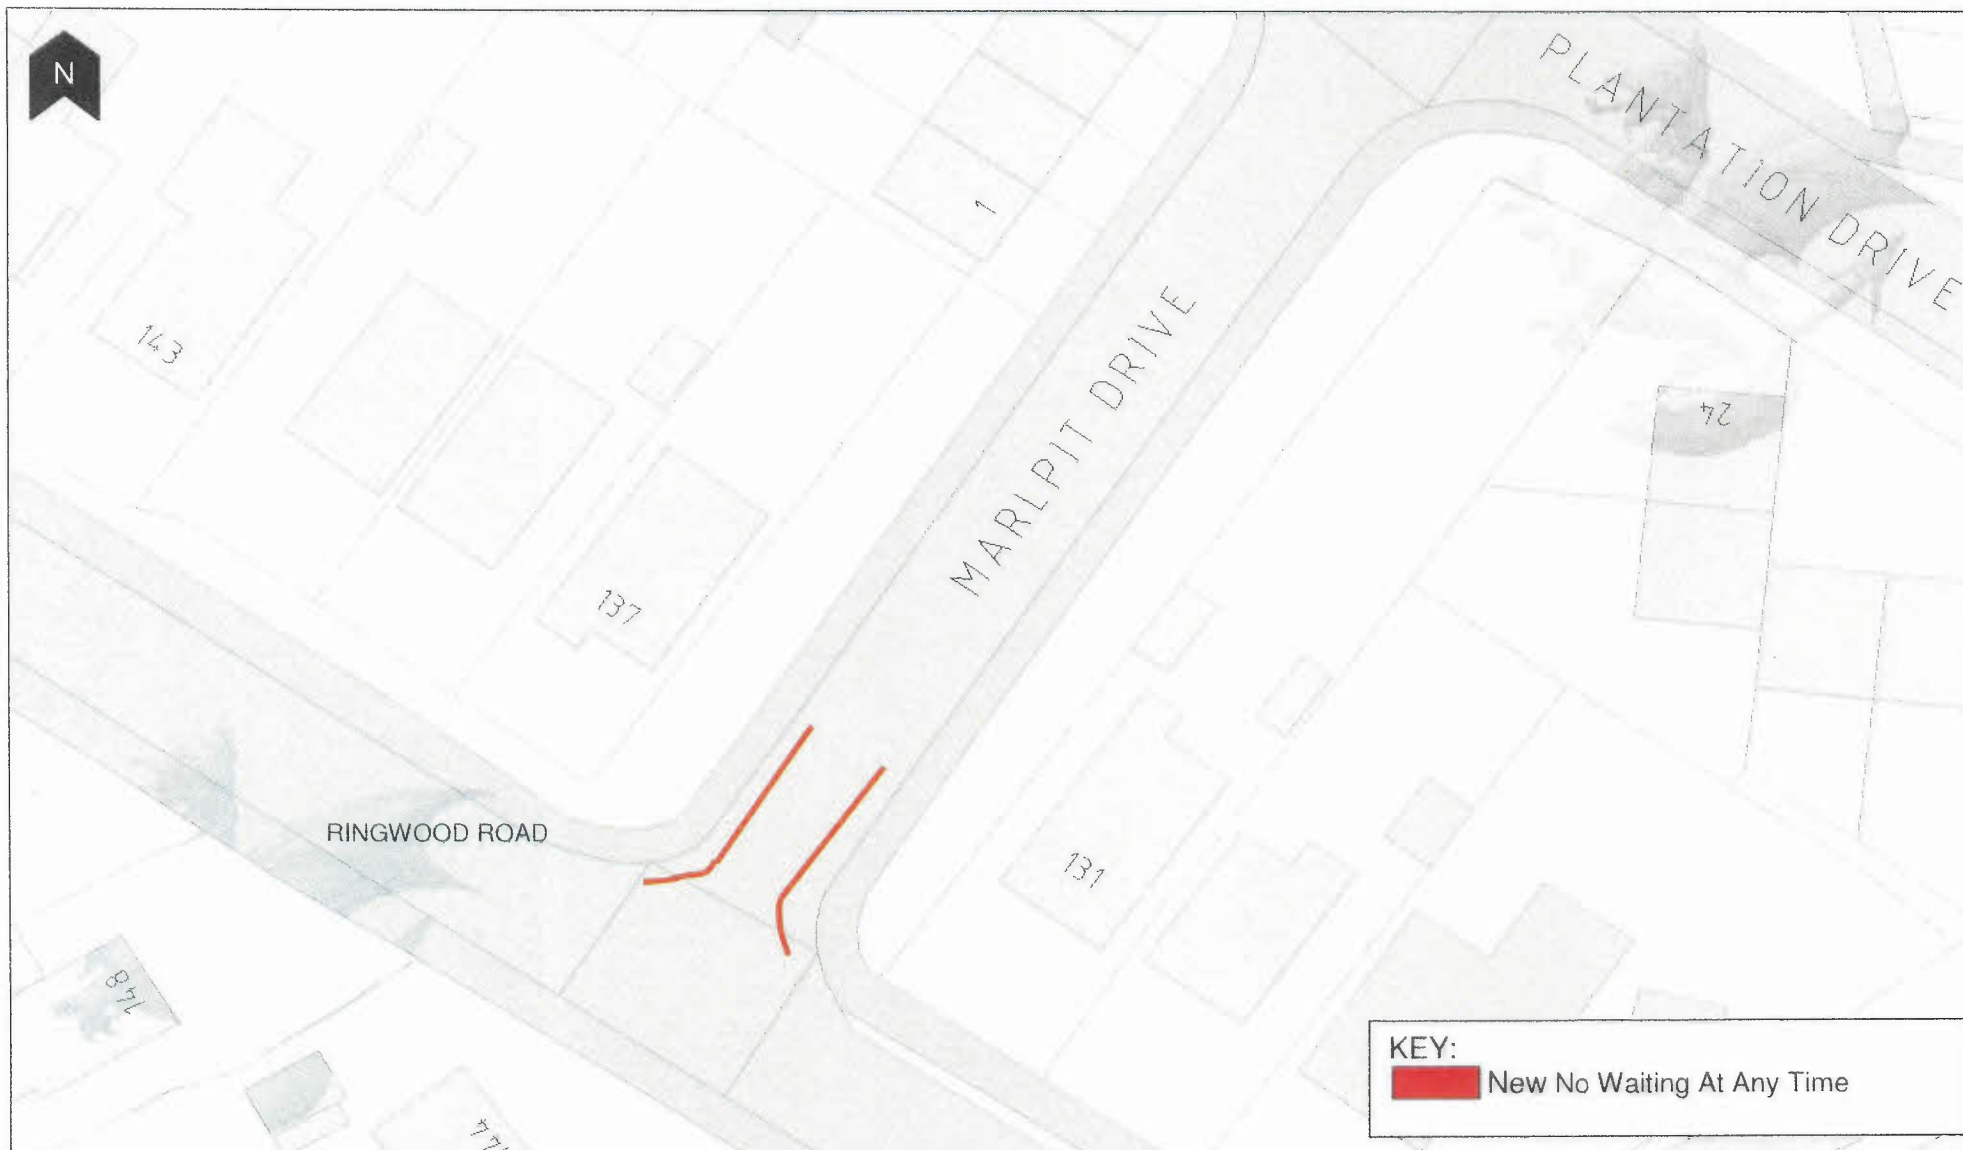 N
PLANTATION DRIVE
1
143
MARLPIT DRIVE
24
137
RINGWOOD ROAD
131
148
KEY:
New No Waiting At Any Time